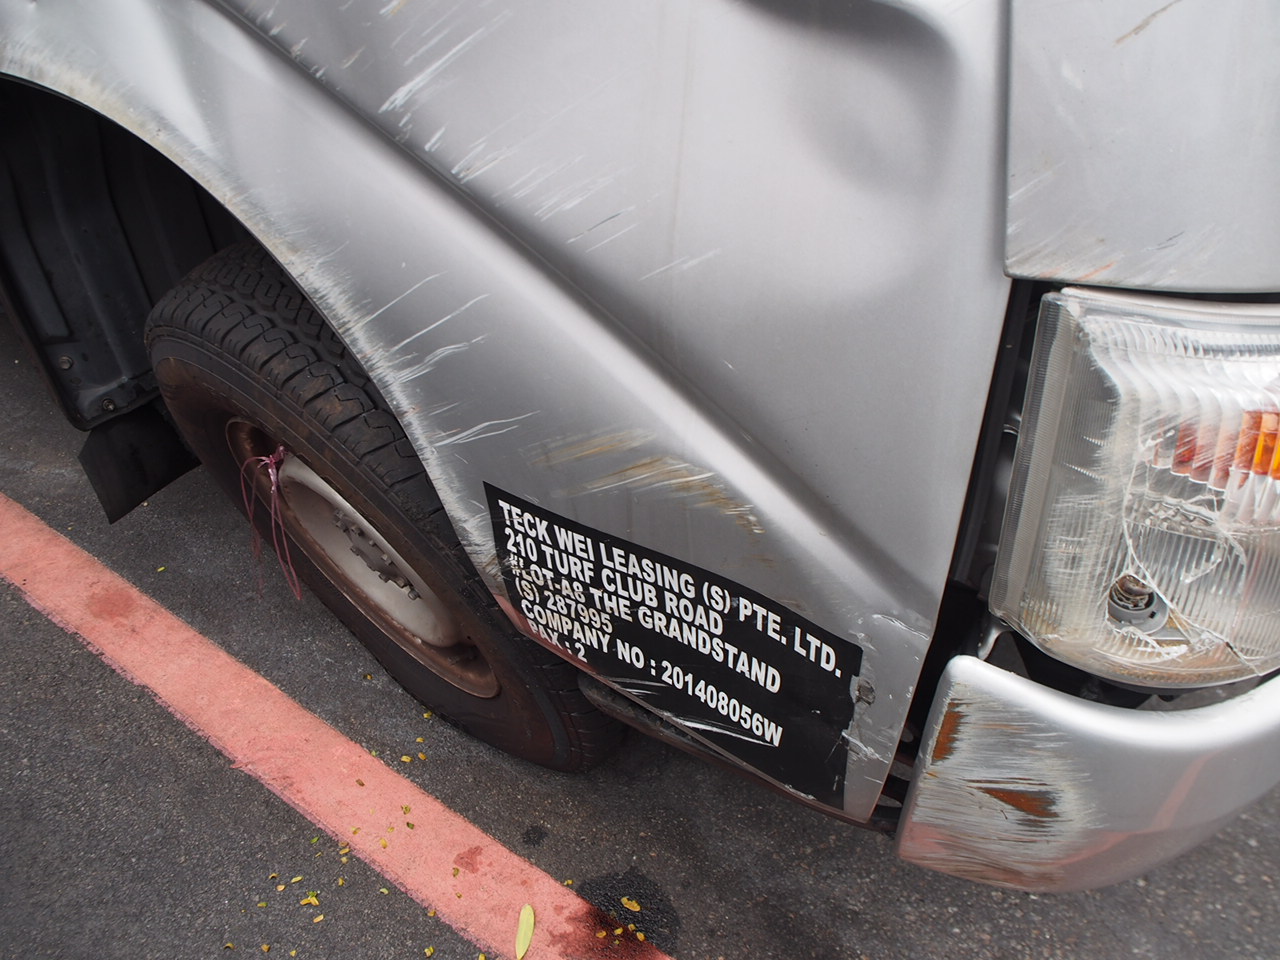 TECK WEI LEASING (S) PTE. LTD.
210 TURF CLUB ROAD
#LOT-A8 THE GRANDSTAND
(S) 287995
COMPANY NO : 201408056W
PAX : 2